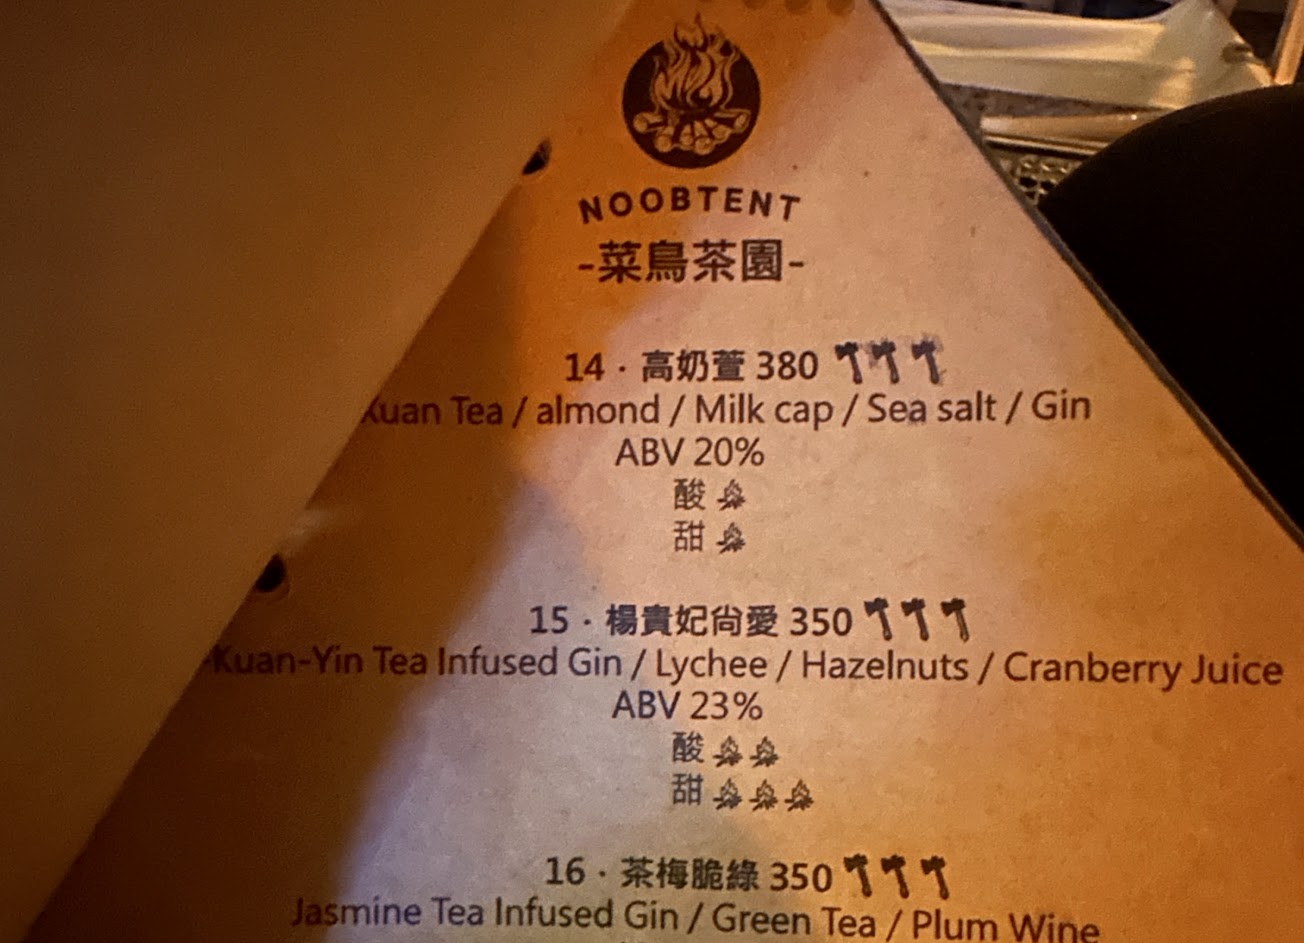 NOOBTENT
-菜鳥茶園-
14 · 高奶萱 380
Xuan Tea / almond / Milk cap / Sea salt / Gin
ABV 20%
酸
甜
15 · 楊貴妃尚愛 350
-Kuan-Yin Tea Infused Gin / Lychee / Hazelnuts / Cranberry Juice
ABV 23%
酸
甜
16 · 茶梅脆綠 350
Jasmine Tea Infused Gin / Green Tea / Plum Wine